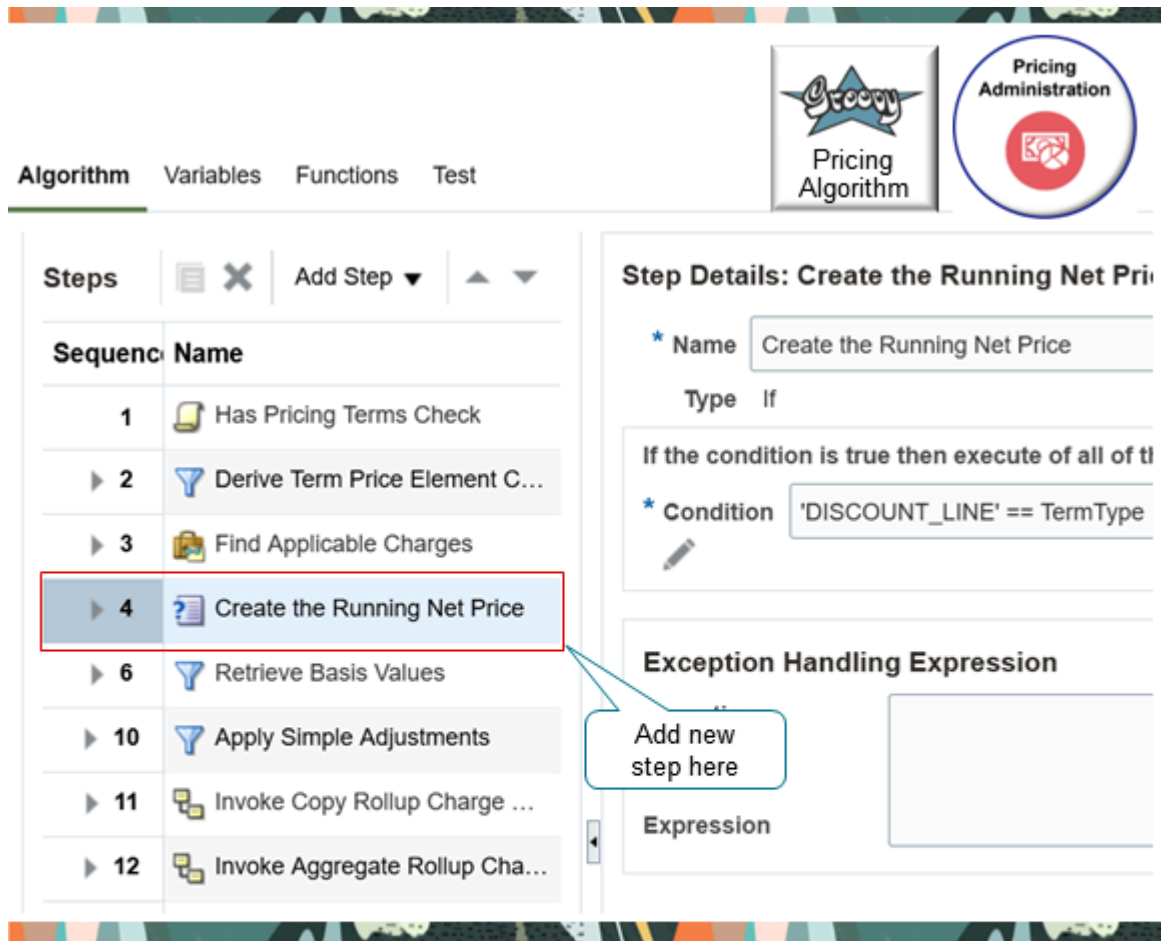 Groovy
Pricing
Algorithm
Pricing
Administration
Algorithm Variables Functions Test
Steps Add Step
Sequenc Name
1 Has Pricing Terms Check
2 Derive Term Price Element C...
3 Find Applicable Charges
4 Create the Running Net Price
6 Retrieve Basis Values
10 Apply Simple Adjustments
11 Invoke Copy Rollup Charge ...
12 Invoke Aggregate Rollup Cha...
Step Details: Create the Running Net Pri
* Name Create the Running Net Price
Type If
If the condition is true then execute of all of th
* Condition 'DISCOUNT_LINE' == TermType
Exception Handling Expression
Add new
step here
Expression